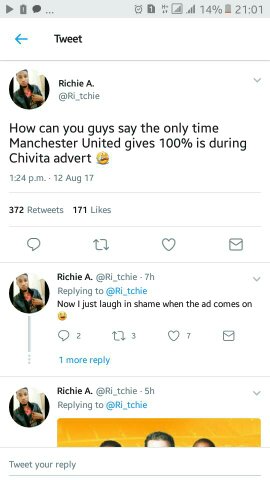 100%
14%
21:01
Tweet
Richie A.
@Ri_tchie
How can you guys say the only time
Manchester United gives 100% is during
Chivita advert 😂
1:24 p.m. · 12 Aug 17
372 Retweets 171 Likes
Richie A. @Ri_tchie · 7h
Replying to @Ri_tchie
Now I just laugh in shame when the ad comes on
😂
2 3 7
1 more reply
Richie A. @Ri_tchie · 5h
Replying to @Ri_tchie
Tweet your reply